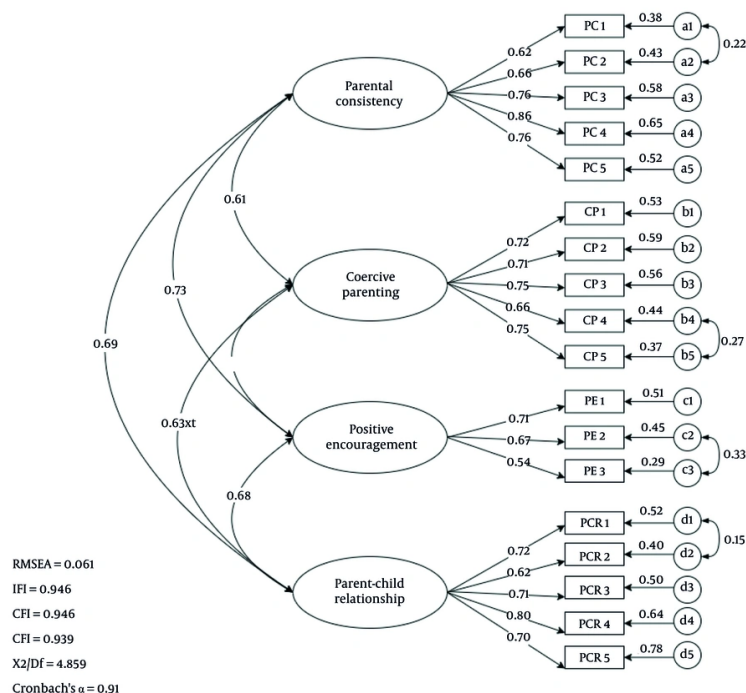 Parental
consistency
0.62
0.66
0.76
0.86
0.76
PC 1
PC 2
PC 3
PC 4
PC 5
0.38
0.43
0.58
0.65
0.52
a1
a2
a3
a4
a5
0.22
0.61
0.73
0.69
Coercive
parenting
0.72
0.71
0.75
0.66
0.75
CP 1
CP 2
CP 3
CP 4
CP 5
0.53
0.59
0.56
0.44
0.37
b1
b2
b3
b4
b5
0.27
0.63xt
Positive
encouragement
0.71
0.67
0.54
PE 1
PE 2
PE 3
0.51
0.45
0.29
c1
c2
c3
0.33
0.68
Parent-child
relationship
0.72
0.62
0.71
0.80
0.70
PCR 1
PCR 2
PCR 3
PCR 4
PCR 5
0.52
0.40
0.50
0.64
0.78
d1
d2
d3
d4
d5
0.15
RMSEA = 0.061
IFI = 0.946
CFI = 0.946
CFI = 0.939
X2/Df = 4.859
Cronbach's α = 0.91